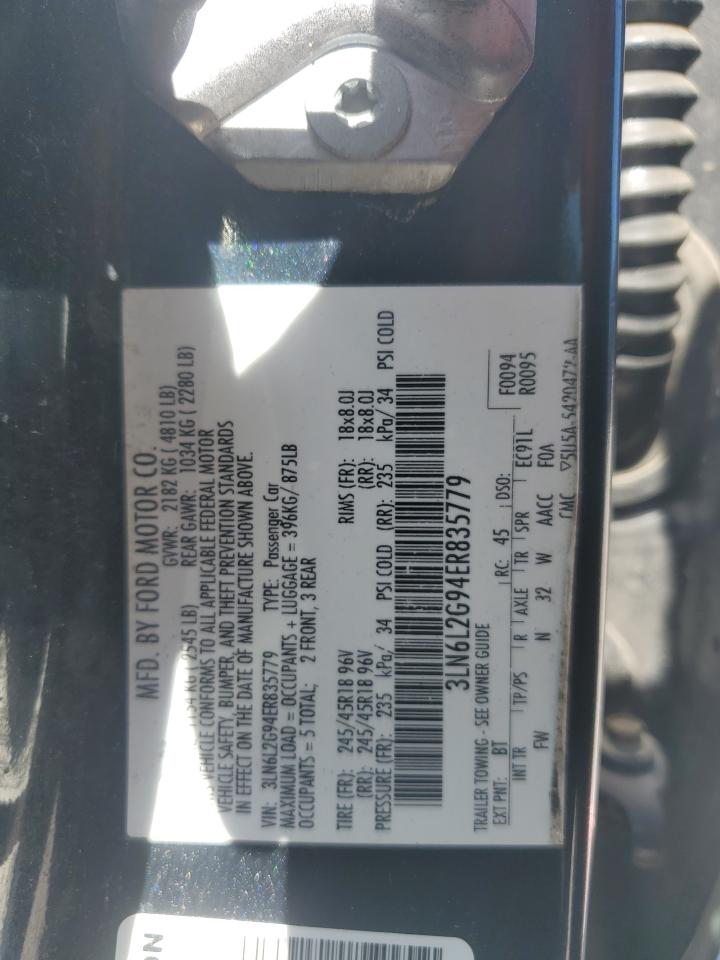 MFD. BY FORD MOTOR CO.
GVWR: 2182 KG ( 4810 LB)
KG ( 2545 LB) REAR GAWR: 1034 KG ( 2280 LB)
VEHICLE CONFORMS TO ALL APPLICABLE FEDERAL MOTOR
VEHICLE SAFETY, BUMPER, AND THEFT PREVENTION STANDARDS
IN EFFECT ON THE DATE OF MANUFACTURE SHOWN ABOVE.
VIN: 3LN6L2G94ER835779 TYPE: Passenger Car
MAXIMUM LOAD = OCCUPANTS + LUGGAGE = 396KG/ 875LB
OCCUPANTS = 5 TOTAL; 2 FRONT, 3 REAR
TIRE (FR): 245/45R18 96V RIMS (FR): 18x8.0J
(RR): 245/45R18 96V (RR): 18x8.0J
PRESSURE (FR): 235 kPa/ 34 PSI COLD (RR): 235 kPa/ 34 PSI COLD
3LN6L2G94ER835779
TRAILER TOWING - SEE OWNER GUIDE
EXT PNT: BT RC: 45 DSO: F0094
R0095
INT TR TP/PS R AXLE TR SPR EC91L
FW N 32 W AACC F0A
FMC 5U5A-5420472-AA
ON